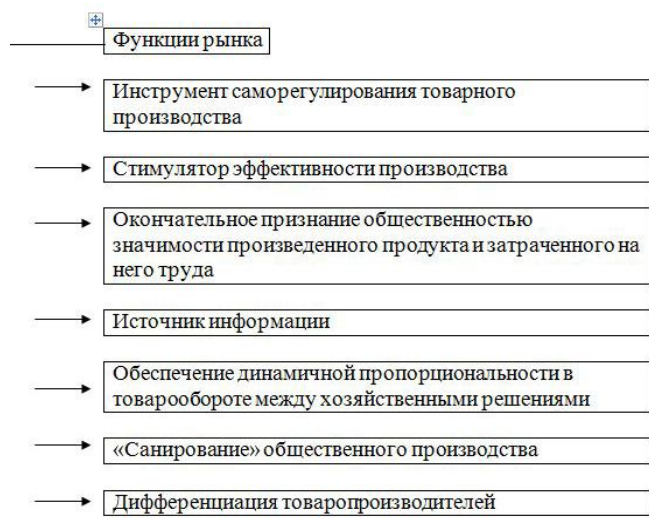 Функции рынка
Инструмент саморегулирования товарного
производства
Стимулятор эффективности производства
Окончательное признание общественностью
значимости произведенного продукта и затраченного на
него труда
Источник информации
Обеспечение динамичной пропорциональности в
товарообороте между хозяйственными решениями
«Санирование» общественного производства
Дифференциация товаропроизводителей